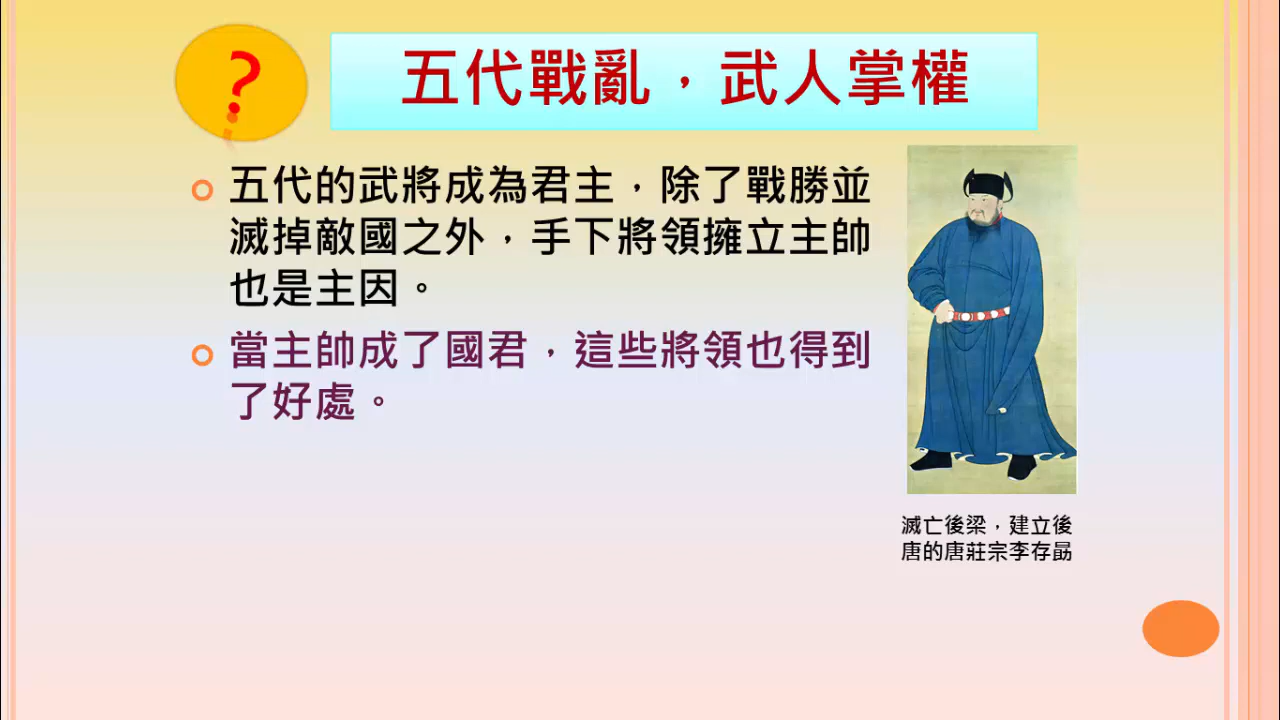 ?
五代戰亂，武人掌權
五代的武將成為君主，除了戰勝並
滅掉敵國之外，手下將領擁立主帥
也是主因。
當主帥成了國君，這些將領也得到
了好處。
滅亡後梁，建立後
唐的唐莊宗李存勗